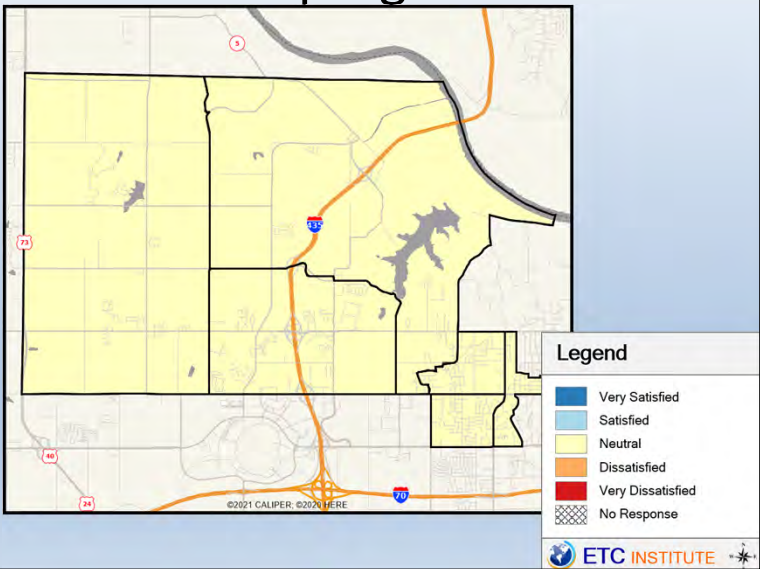 5
435
73
Legend
Very Satisfied
Satisfied
Neutral
Dissatisfied
Very Dissatisfied
No Response
40
24
70
©2021 CALIPER; ©2020 HERE
ETC INSTITUTE